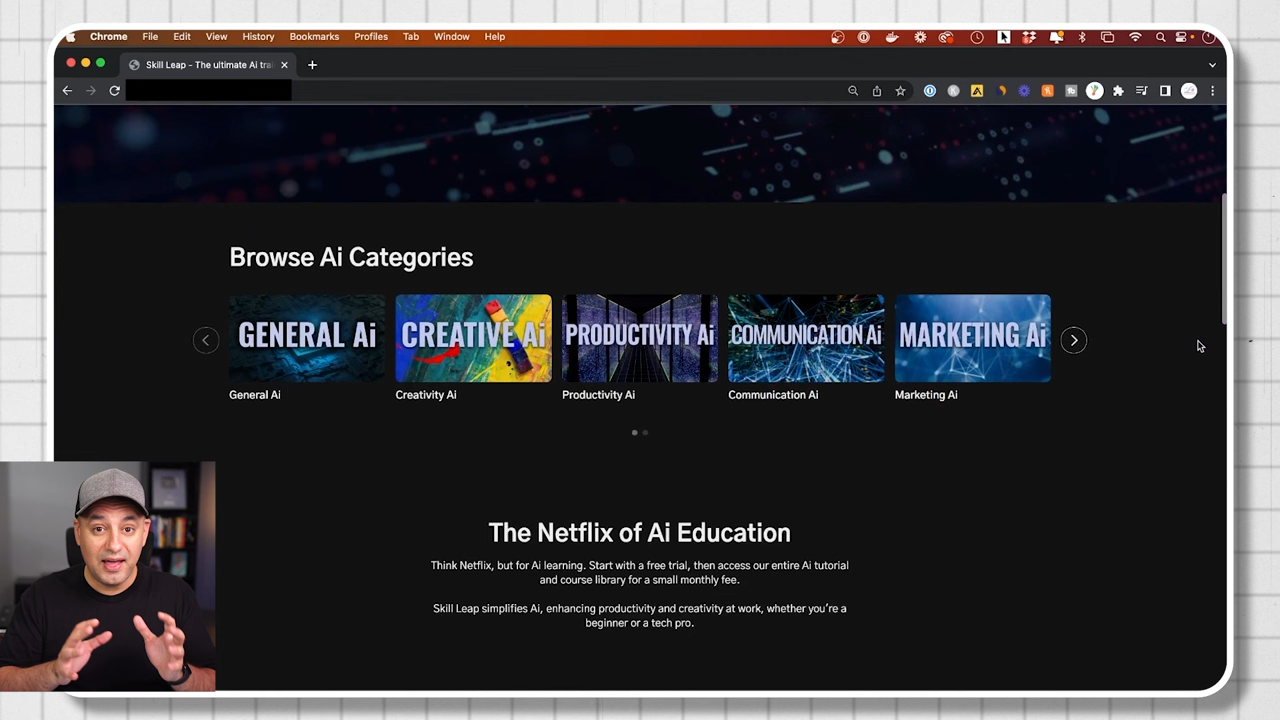 Chrome File Edit View History Bookmarks Profiles Tab Window Help
Skill Leap - The ultimate Ai trai
Browse Ai Categories
GENERAL Ai CREATIVE Ai PRODUCTIVITY Ai COMMUNICATION Ai MARKETING Ai
General Ai Creativity Ai Productivity Ai Communication Ai Marketing Ai
The Netflix of Ai Education
Think Netflix, but for Ai learning. Start with a free trial, then access our entire Ai tutorial
and course library for a small monthly fee.
Skill Leap simplifies Ai, enhancing productivity and creativity at work, whether you're a
beginner or a tech pro.